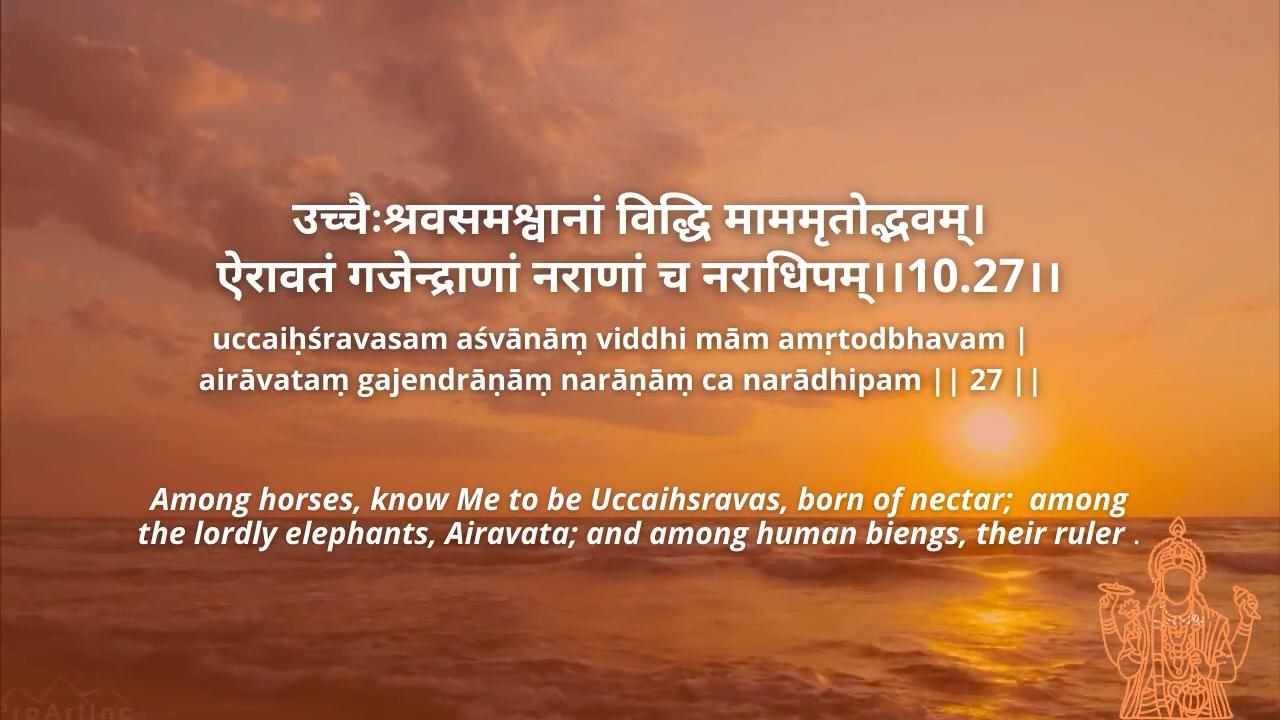 उच्चैःश्रवसमश्वानां विद्धि माममृतोद्भवम्।
ऐरावतं गजेन्द्राणां नराणां च नराधिपम्।।10.27।।
uccaiḥśravasam aśvānāṃ viddhi mām amṛtodbhavam |
airāvataṃ gajendrāṇāṃ narāṇāṃ ca narādhipam || 27 ||
Among horses, know Me to be Uccaihsravas, born of nectar; among
the lordly elephants, Airavata; and among human biengs, their ruler .
ProArtInc